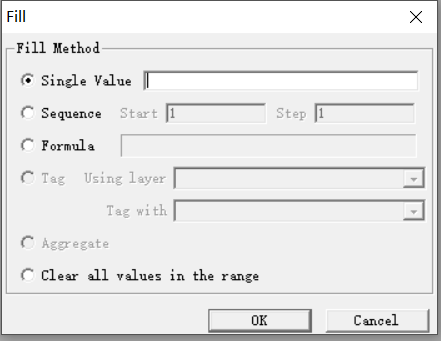 Fill
Fill Method
Single Value
Sequence Start 1 Step 1
Formula
Tag Using layer
Tag with
Aggregate
Clear all values in the range
OK Cancel